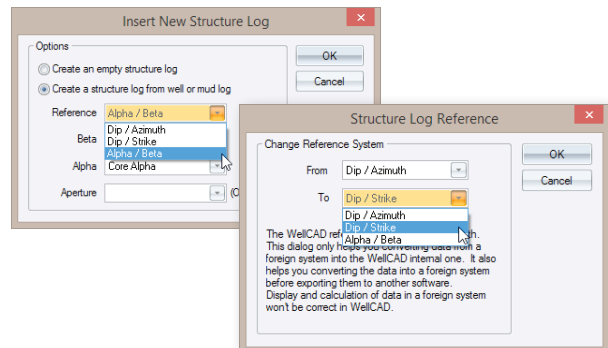 Insert New Structure Log
Options
Create an empty structure log
Create a structure log from well or mud log
OK
Cancel
Reference Alpha / Beta
Dip / Azimuth
Dip / Strike
Alpha / Beta
Beta
Alpha Core Alpha
Aperture
Structure Log Reference
Change Reference System
From Dip / Azimuth
To Dip / Strike
Dip / Azimuth
Dip / Strike
Alpha / Beta
OK
Cancel
The WellCAD
This dialog only helps you converting data from a
foreign system into the WellCAD internal one. It also
helps you converting the data into a foreign system
before exporting them to another software.
Display and calculation of data in a foreign system
won't be correct in WellCAD.